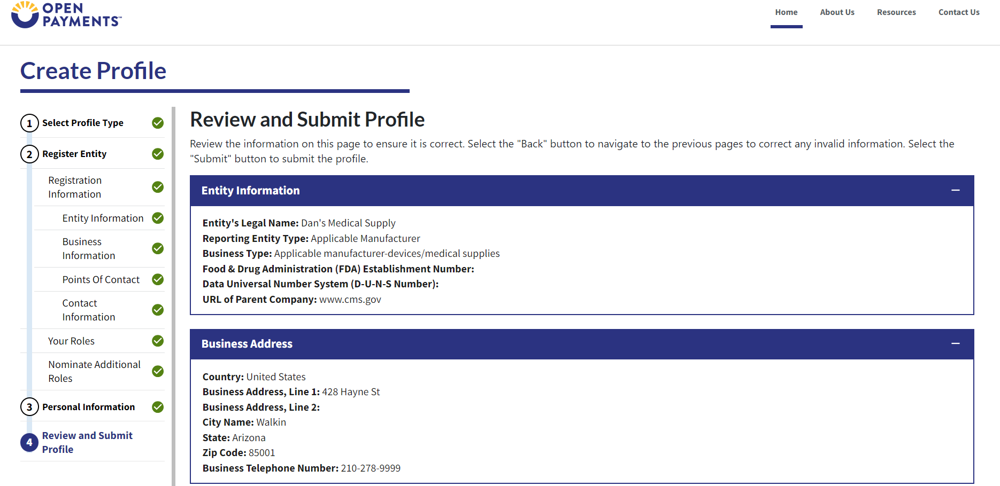 OPEN
PAYMENTS™
Home
About Us
Resources
Contact Us
Create Profile
1 Select Profile Type
2 Register Entity
Registration
Information
Entity Information
Business
Information
Points Of Contact
Contact
Information
Your Roles
Nominate Additional
Roles
3 Personal Information
4 Review and Submit
Profile
Review and Submit Profile
Review the information on this page to ensure it is correct. Select the "Back" button to navigate to the previous pages to correct any invalid information. Select the
"Submit" button to submit the profile.
Entity Information
Entity's Legal Name: Dan's Medical Supply
Reporting Entity Type: Applicable Manufacturer
Business Type: Applicable manufacturer-devices/medical supplies
Food & Drug Administration (FDA) Establishment Number:
Data Universal Number System (D-U-N-S Number):
URL of Parent Company: www.cms.gov
Business Address
Country: United States
Business Address, Line 1: 428 Hayne St
Business Address, Line 2:
City Name: Walkin
State: Arizona
Zip Code: 85001
Business Telephone Number: 210-278-9999